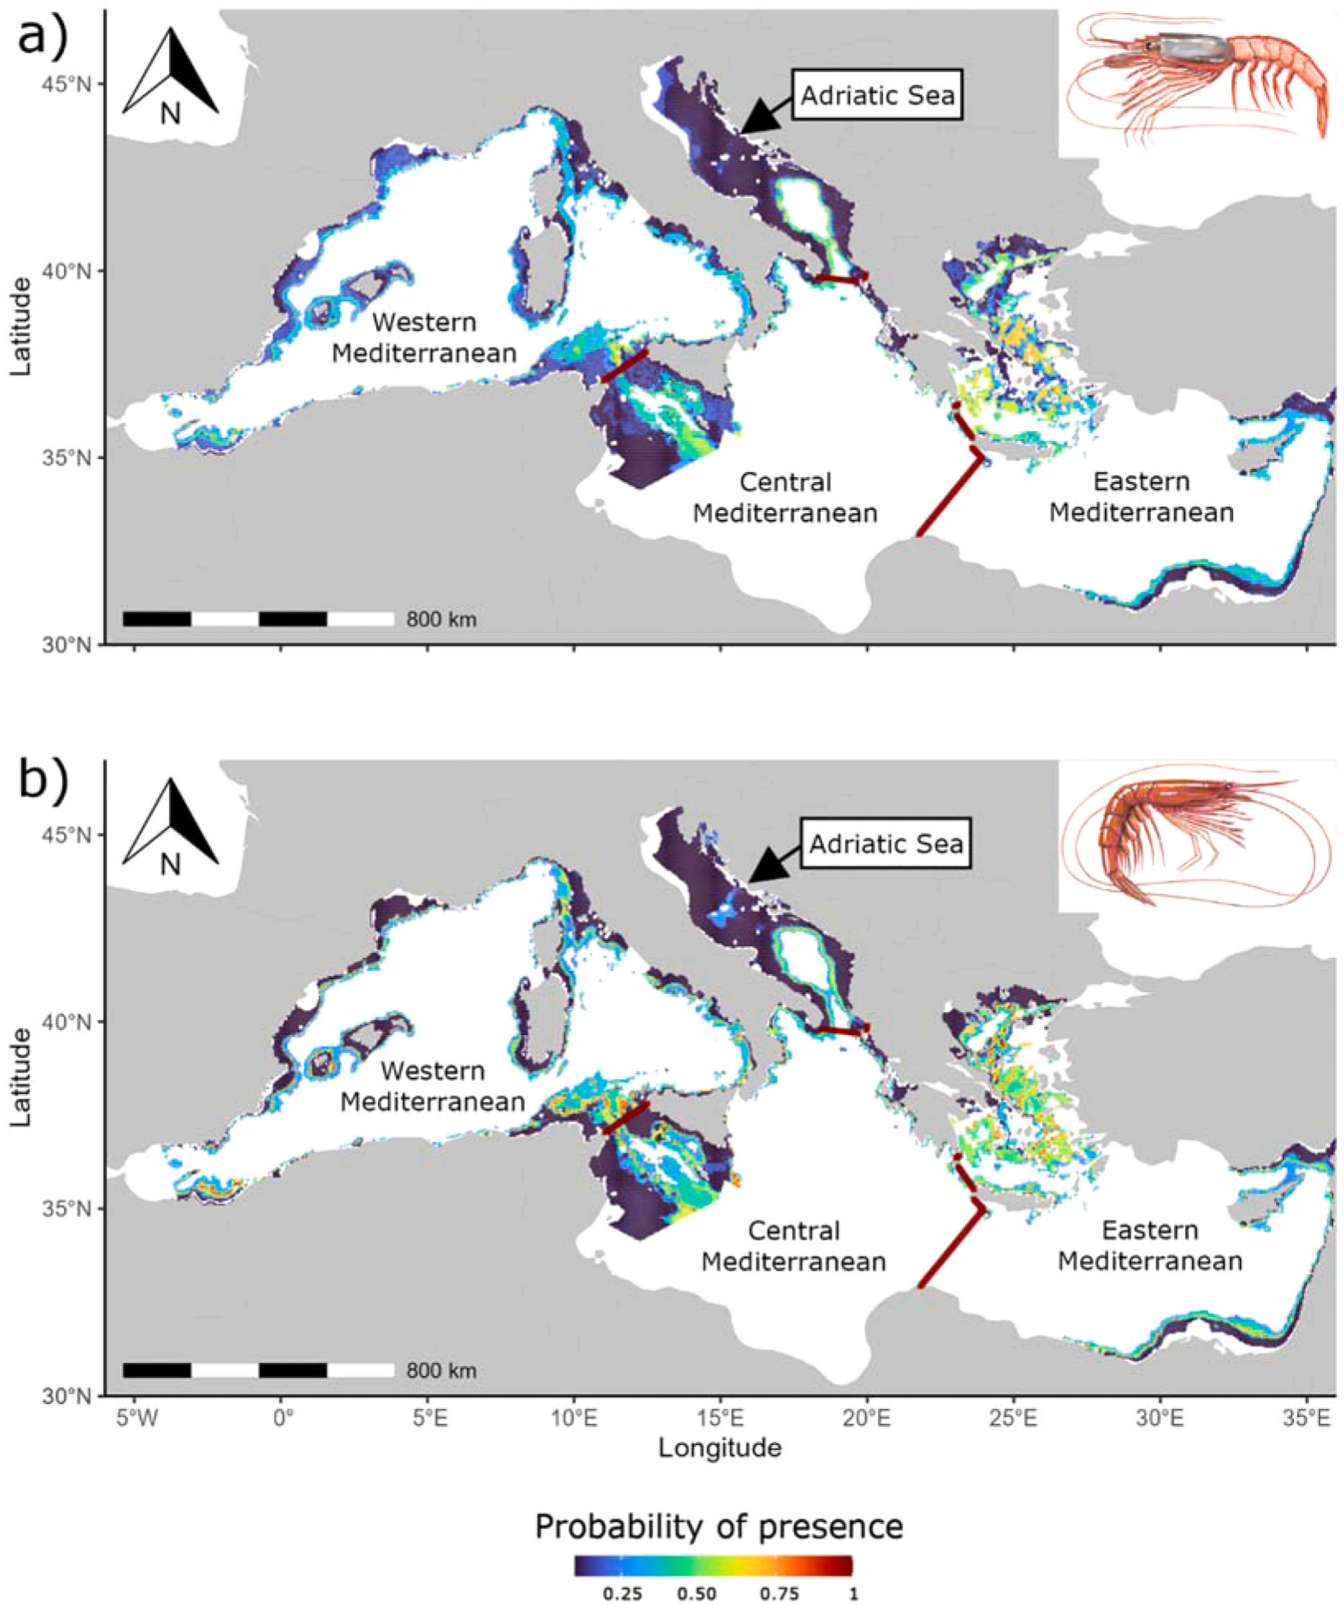 a)
N
Adriatic Sea
45°N
40°N
35°N
30°N
Latitude
Western
Mediterranean
Central
Mediterranean
Eastern
Mediterranean
800 km
b)
N
Adriatic Sea
45°N
40°N
35°N
30°N
Latitude
Western
Mediterranean
Central
Mediterranean
Eastern
Mediterranean
800 km
5°W 0° 5°E 10°E 15°E 20°E 25°E 30°E 35°E
Longitude
Probability of presence
0.25 0.50 0.75 1